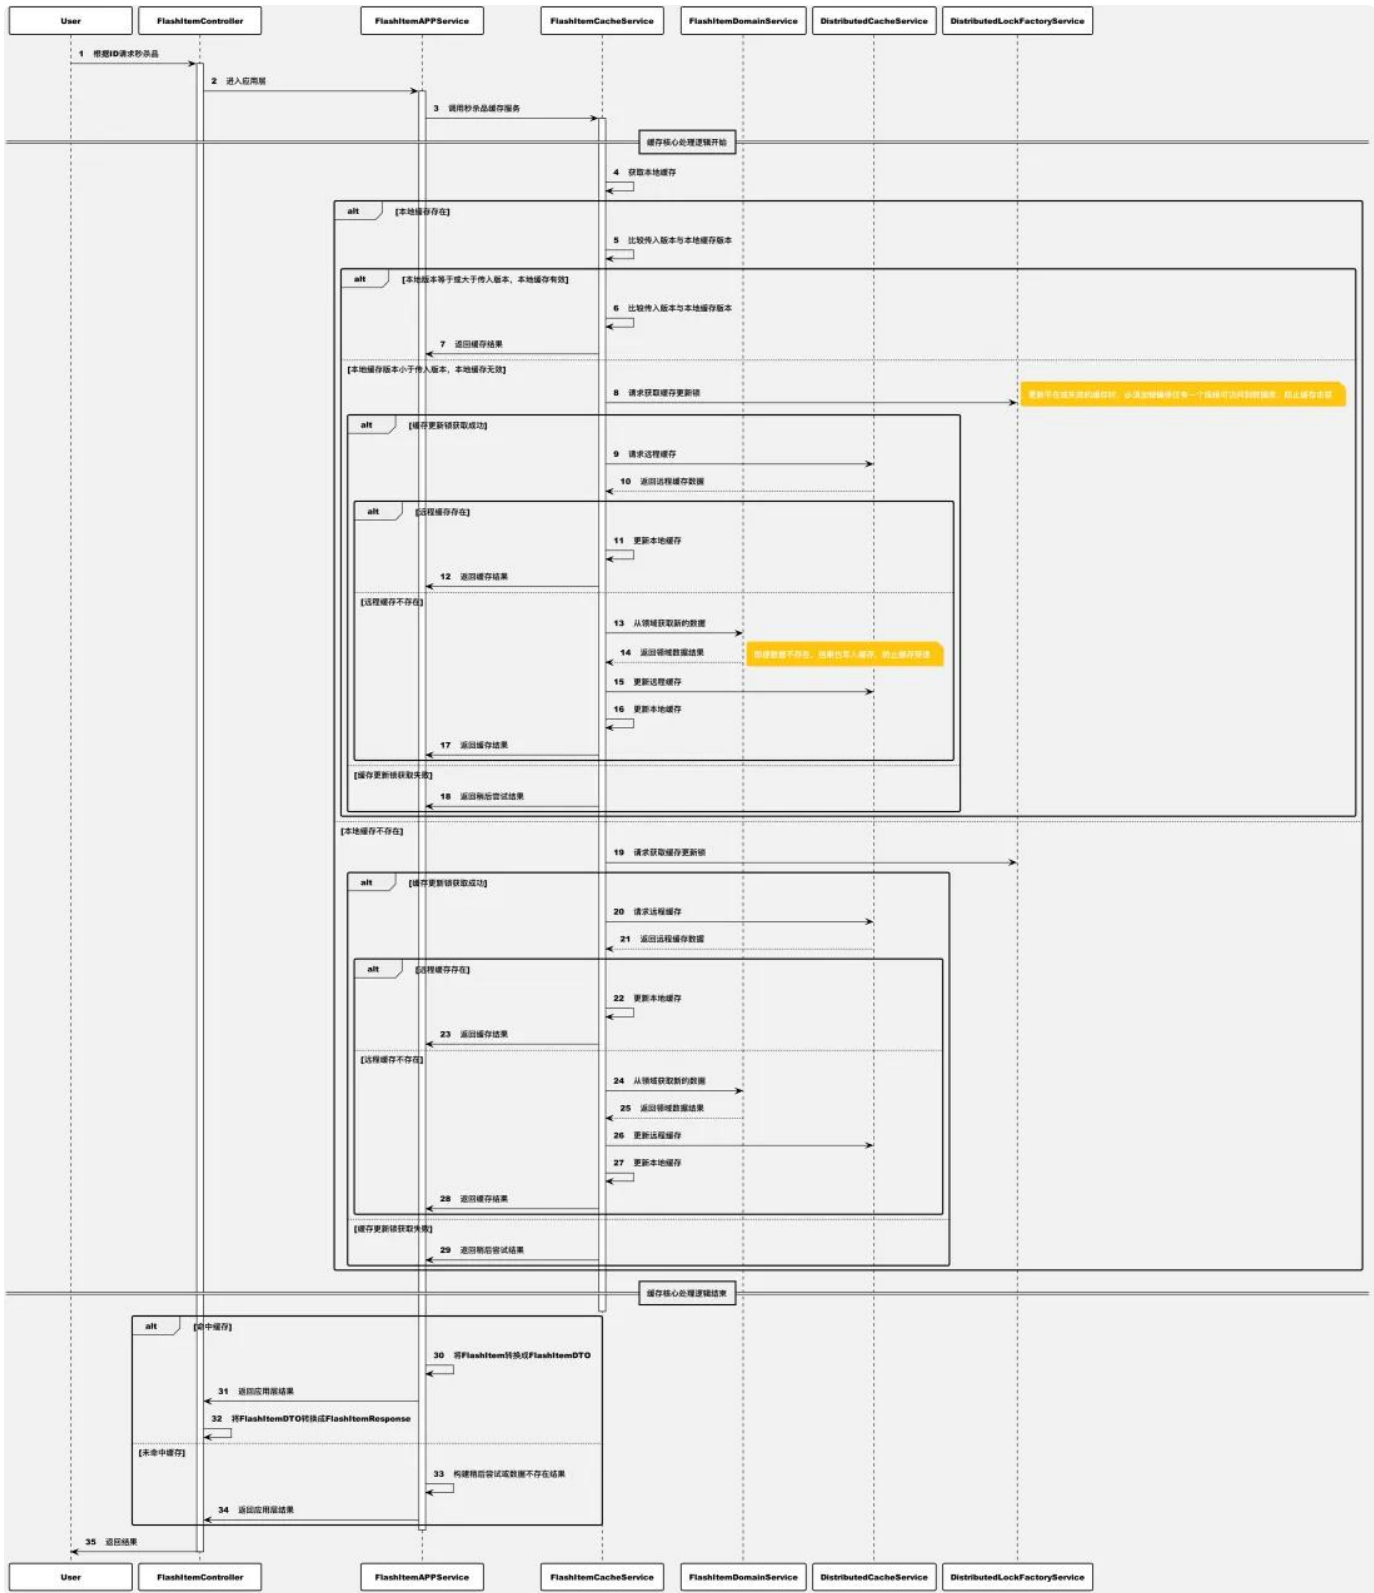 User FlashItemController FlashItemAPPService FlashItemCacheService FlashItemDomainService DistributedCacheService DistributedLockFactoryService
1 根据ID请求秒杀品
2 进入应用层
3 调用秒杀品缓存服务
缓存核心处理逻辑开始
4 获取本地缓存
alt [本地缓存存在]
5 比较传入版本与本地缓存版本
alt [本地版本等于或大于传入版本，本地缓存有效]
6 比较传入版本与本地缓存版本
7 返回缓存结果
[本地缓存版本小于传入版本，本地缓存无效]
8 请求获取缓存更新锁
alt [缓存更新锁获取成功]
9 请求远程缓存
10 返回远程缓存数据
alt [远程缓存存在]
11 更新本地缓存
12 返回缓存结果
[远程缓存不存在]
13 从领域获取新的数据
14 返回领域数据结果
15 更新远程缓存
16 更新本地缓存
17 返回缓存结果
[缓存更新锁获取失败]
18 返回稍后尝试结果
[本地缓存不存在]
19 请求获取缓存更新锁
alt [缓存更新锁获取成功]
20 请求远程缓存
21 返回远程缓存数据
alt [远程缓存存在]
22 更新本地缓存
23 返回缓存结果
[远程缓存不存在]
24 从领域获取新的数据
25 返回领域数据结果
26 更新远程缓存
27 更新本地缓存
28 返回缓存结果
[缓存更新锁获取失败]
29 返回稍后尝试结果
缓存核心处理逻辑结束
alt [命中缓存]
30 将FlashItem转换成FlashItemDTO
31 返回应用层结果
32 将FlashItemDTO转换成FlashItemResponse
[未命中缓存]
33 构建稍后尝试或数据不存在结果
34 返回应用层结果
35 返回结果
User FlashItemController FlashItemAPPService FlashItemCacheService FlashItemDomainService DistributedCacheService DistributedLockFactoryService